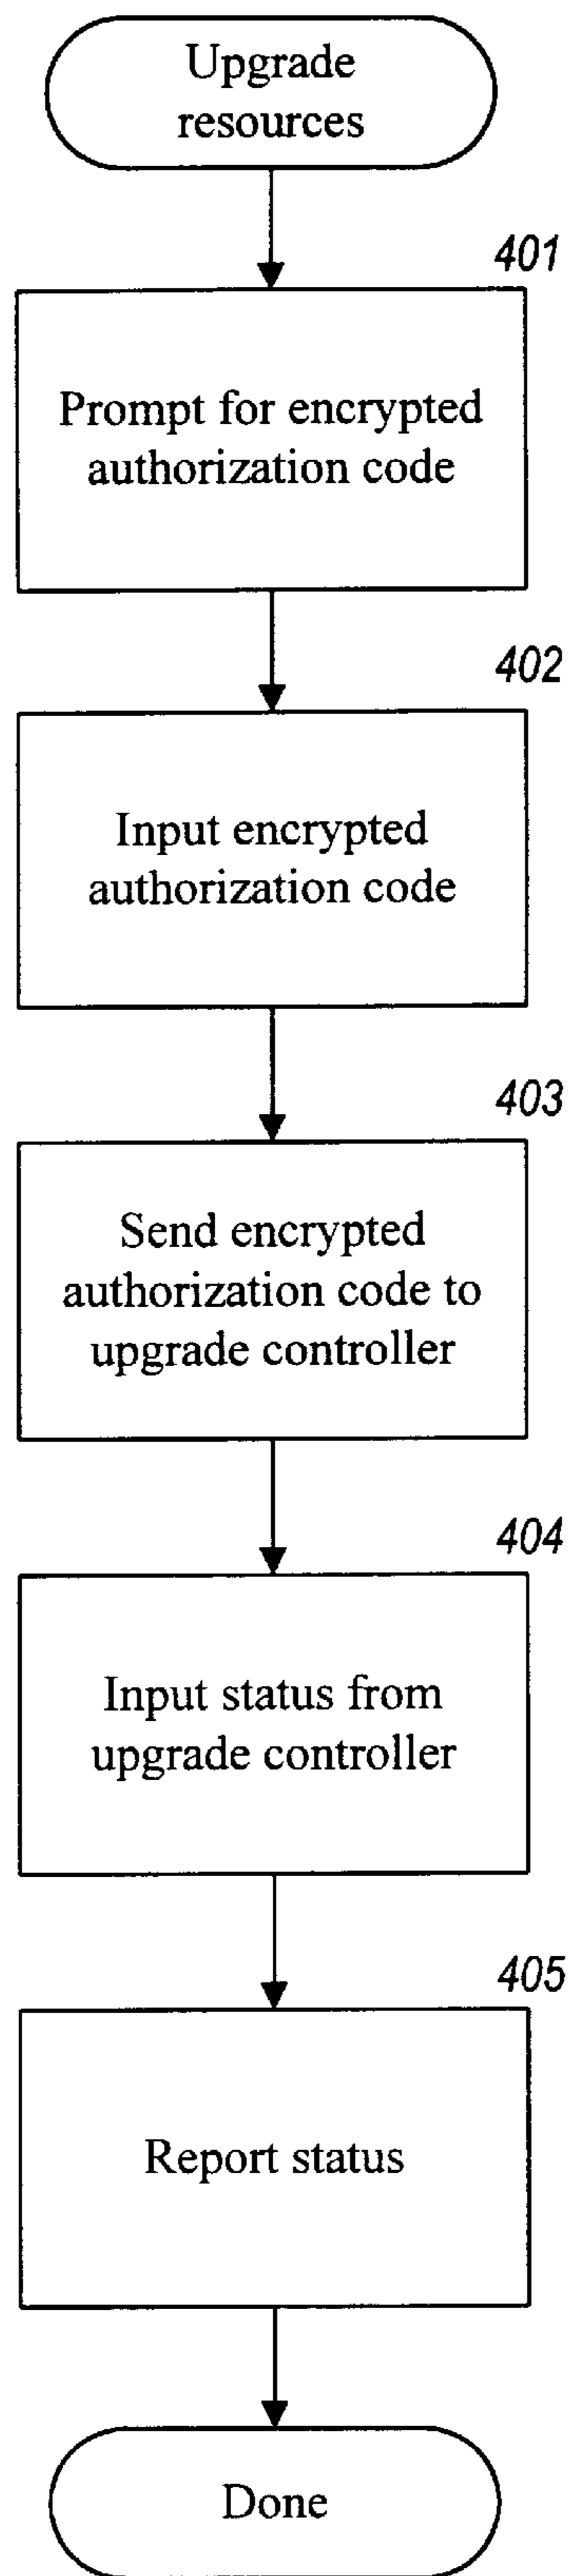 Upgrade
resources
401
Prompt for encrypted
authorization code
402
Input encrypted
authorization code
403
Send encrypted
authorization code to
upgrade controller
404
Input status from
upgrade controller
405
Report status
Done